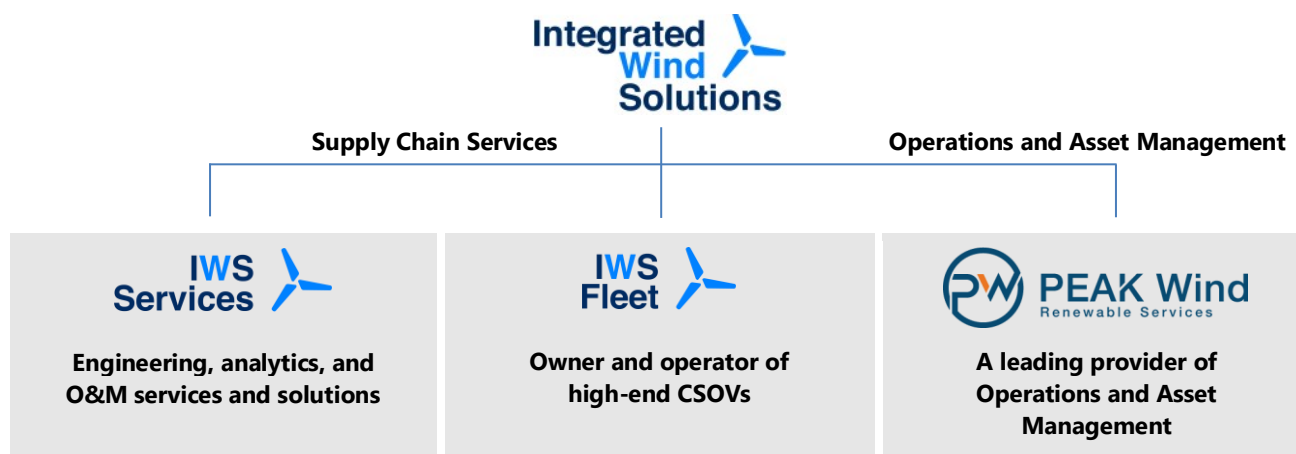 Integrated
Wind
Solutions
Supply Chain Services
Operations and Asset Management
IWS
Services
Engineering, analytics, and
O&M services and solutions
IWS
Fleet
Owner and operator of
high-end CSOVs
PW
PEAK Wind
Renewable Services
A leading provider of
Operations and Asset
Management